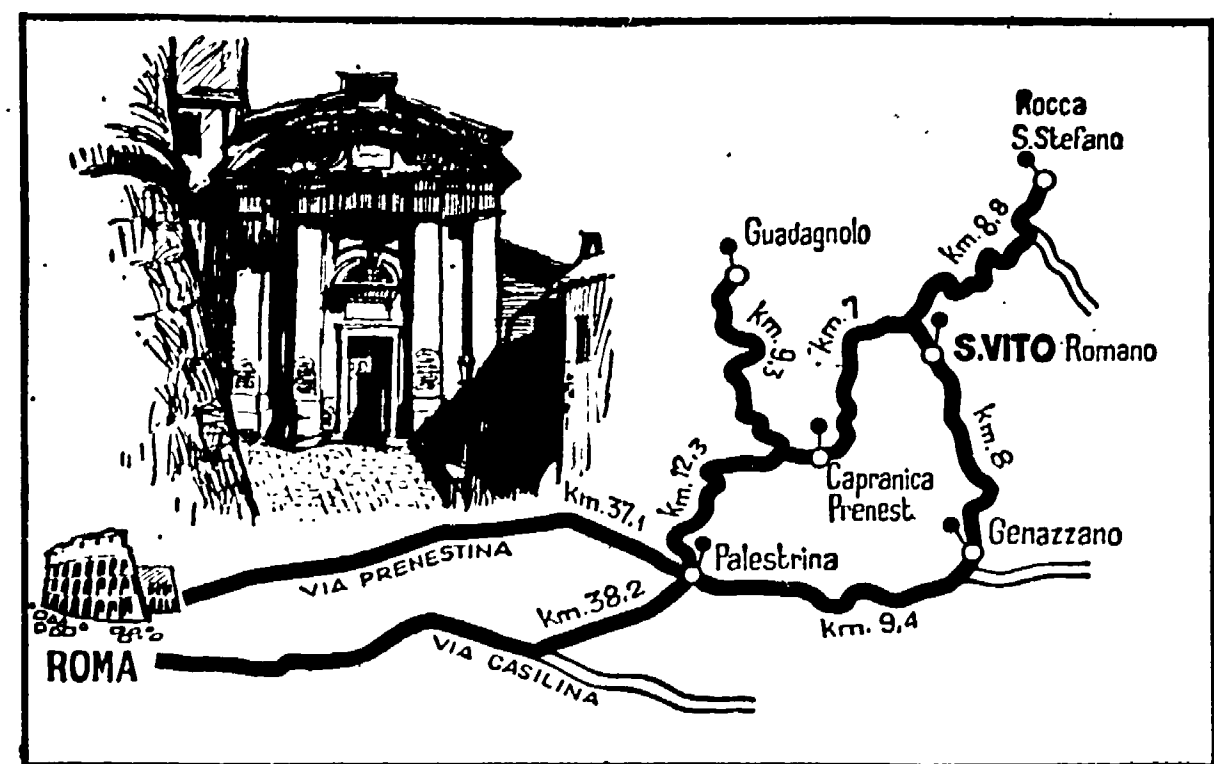 Rocca
S.Stefano
km. 8,8
Guadagnolo
km. 9,3
km. 7
S.VITO Romano
km. 8
km. 12,3
Capranica
Prenest.
Genazzano
km. 37,1
VIA PRENESTINA
Palestrina
km. 38,2
km. 9,4
ROMA
VIA CASILINA